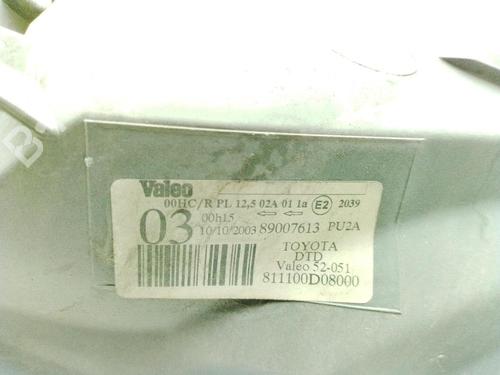 Valeo
00HC/R PL 12,5 02A 01 1a E2 2039
03 00h15
10/10/2003 89007613 PU2A
TOYOTA
DTD
Valeo 52-051
811100D08000